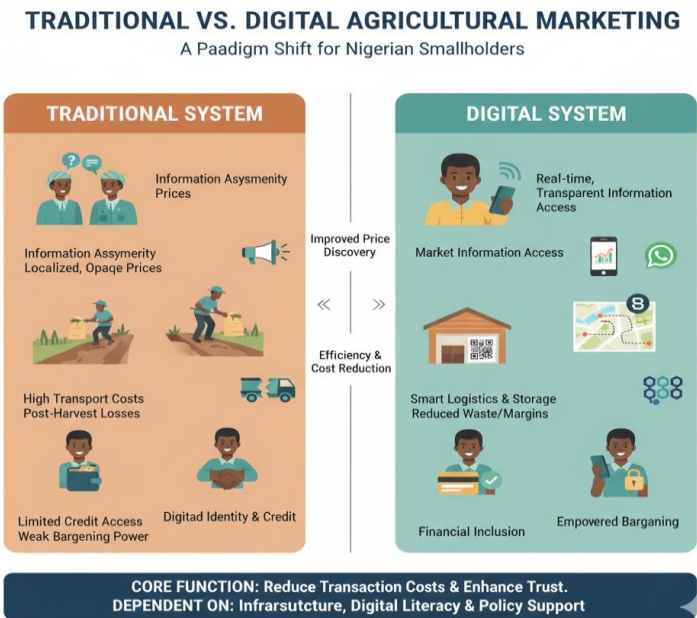 TRADITIONAL VS. DIGITAL AGRICULTURAL MARKETING
A Paadigm Shift for Nigerian Smallholders
TRADITIONAL SYSTEM
Information Asysmenity
Prices
Information Assymerity
Localized, Opaqe Prices
High Transport Costs
Post-Harvest Losses
Limited Credit Access
Weak Bargening Power
Digitad Identity & Credit
Improved Price
Discovery
Efficiency &
Cost Reduction
DIGITAL SYSTEM
Real-time,
Transparent Information
Access
Market Information Access
8
Smart Logistics & Storage
Reduced Waste/Margins
Financial Inclusion
Empowered Barganing
CORE FUNCTION: Reduce Transaction Costs & Enhance Trust.
DEPENDENT ON: Infrarsutcture, Digital Literacy & Policy Support